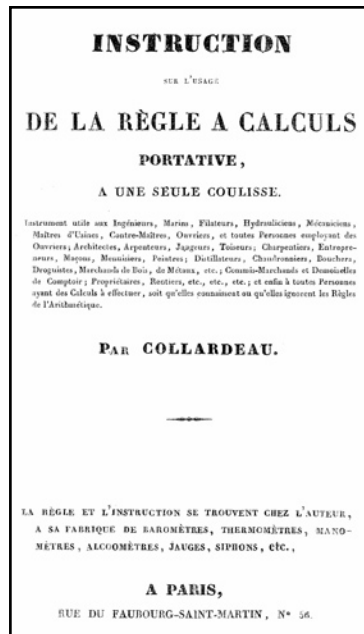 INSTRUCTION
SUR L'USAGE
DE LA RÈGLE A CALCULS
PORTATIVE,
A UNE SEULE COULISSE.
Instrument utile aux Ingénieurs, Marins, Filateurs, Hydrauliciens, Mécaniciens,
Maîtres d'Usines, Contre-Maîtres, Ouvriers, et toutes Personnes employant des
Ouvriers; Architectes, Arpenteurs, Jaugeurs, Toiseurs; Charpentiers, Entrepre-
neurs, Maçons, Menuisiers, Peintres; Distillateurs, Chaudronniers, Bouchers,
Droguistes, Marchands de Bois, de Métaux, etc.; Commis-Marchands et Demoiselles
de Comptoir; Propriétaires, Rentiers, etc., etc., etc.; et enfin à toutes Personnes
ayant des Calculs à effectuer, soit qu'elles connaissent ou qu'elles ignorent les Règles
de l'Arithmétique.
PAR COLLARDEAU.
LA RÈGLE ET L'INSTRUCTION SE TROUVENT CHEZ L'AUTEUR,
A SA FABRIQUE DE BAROMÈTRES, THERMOMÈTRES, MANO-
MÈTRES, ALCOOMÈTRES, JAUGES, SIPHONS, etc.,
A PARIS,
RUE DU FAUBOURG-SAINT-MARTIN, N° 56.